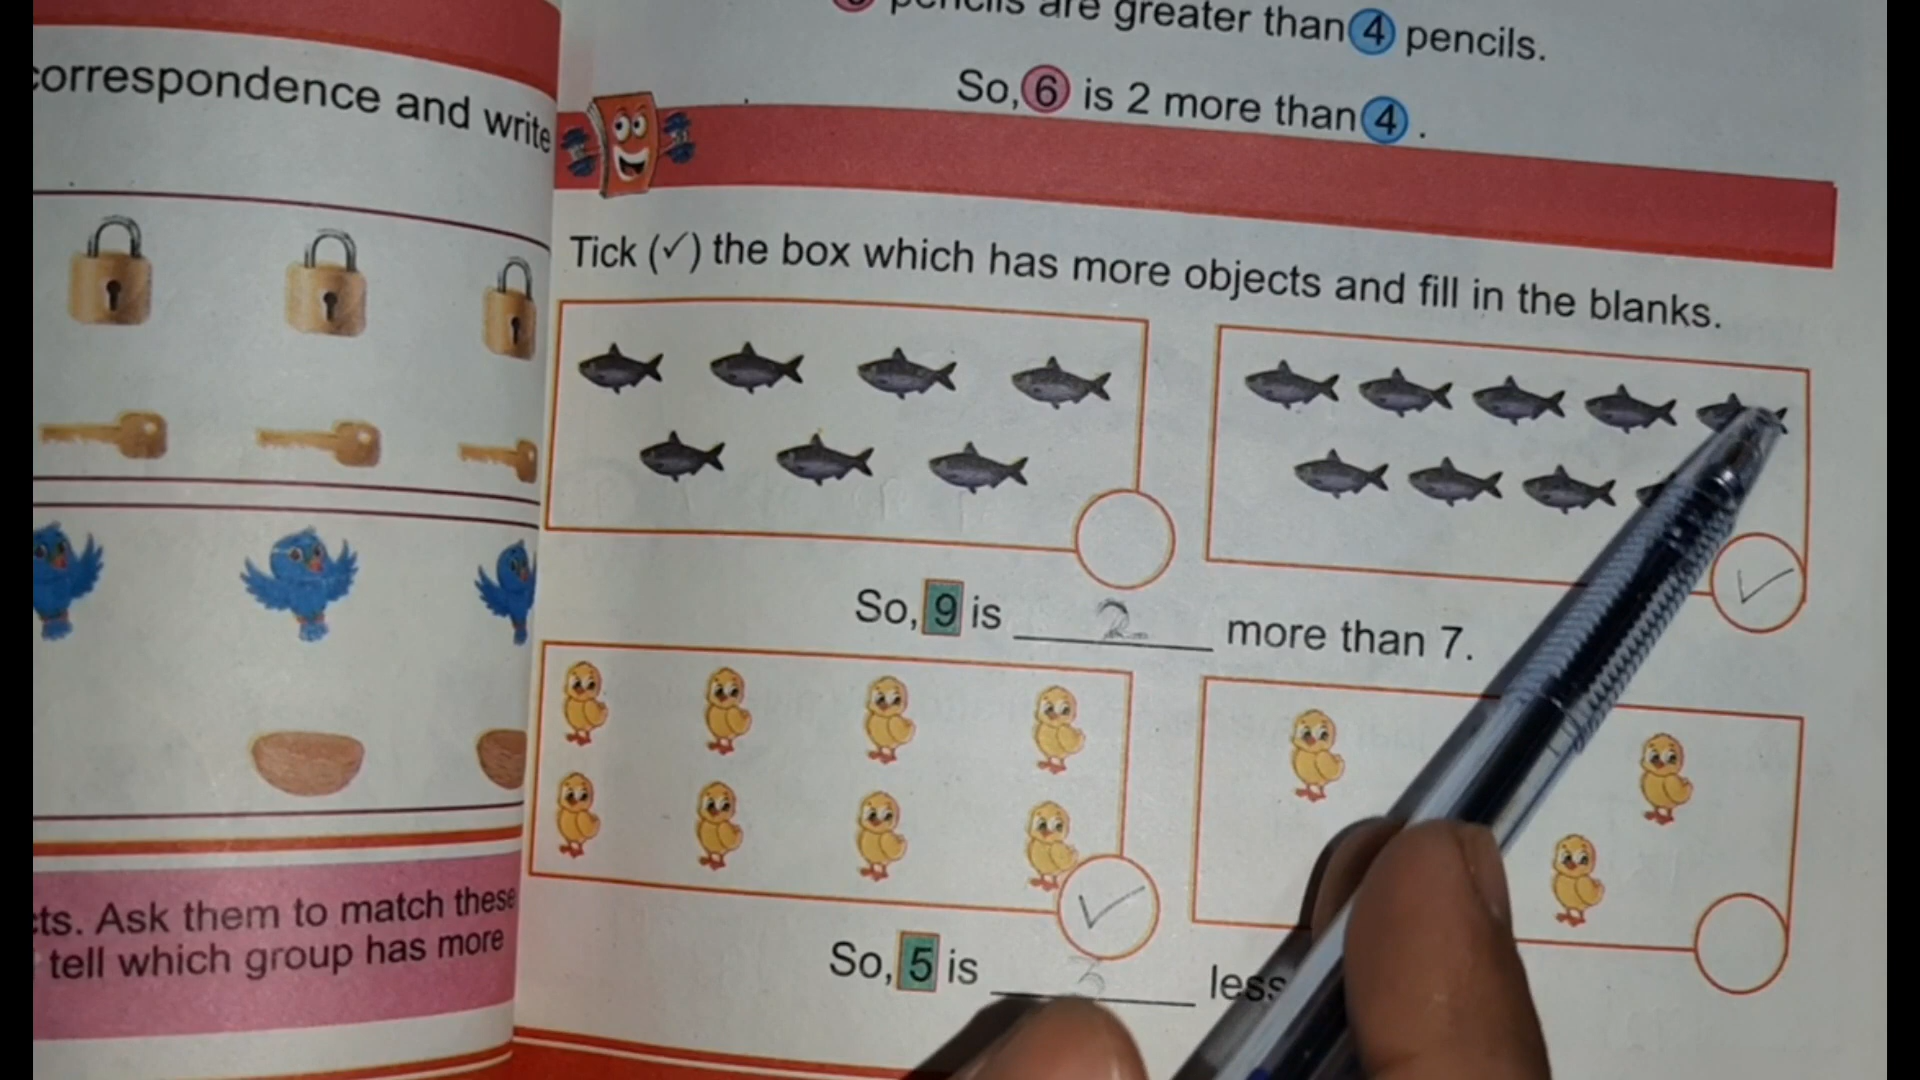 correspondence and write
ts. Ask them to match these
tell which group has more
pencils are greater than 4 pencils.
So, 6 is 2 more than 4 .
Tick (✓) the box which has more objects and fill in the blanks.
So, 9 is 2 more than 7.
So, 5 is 3 less